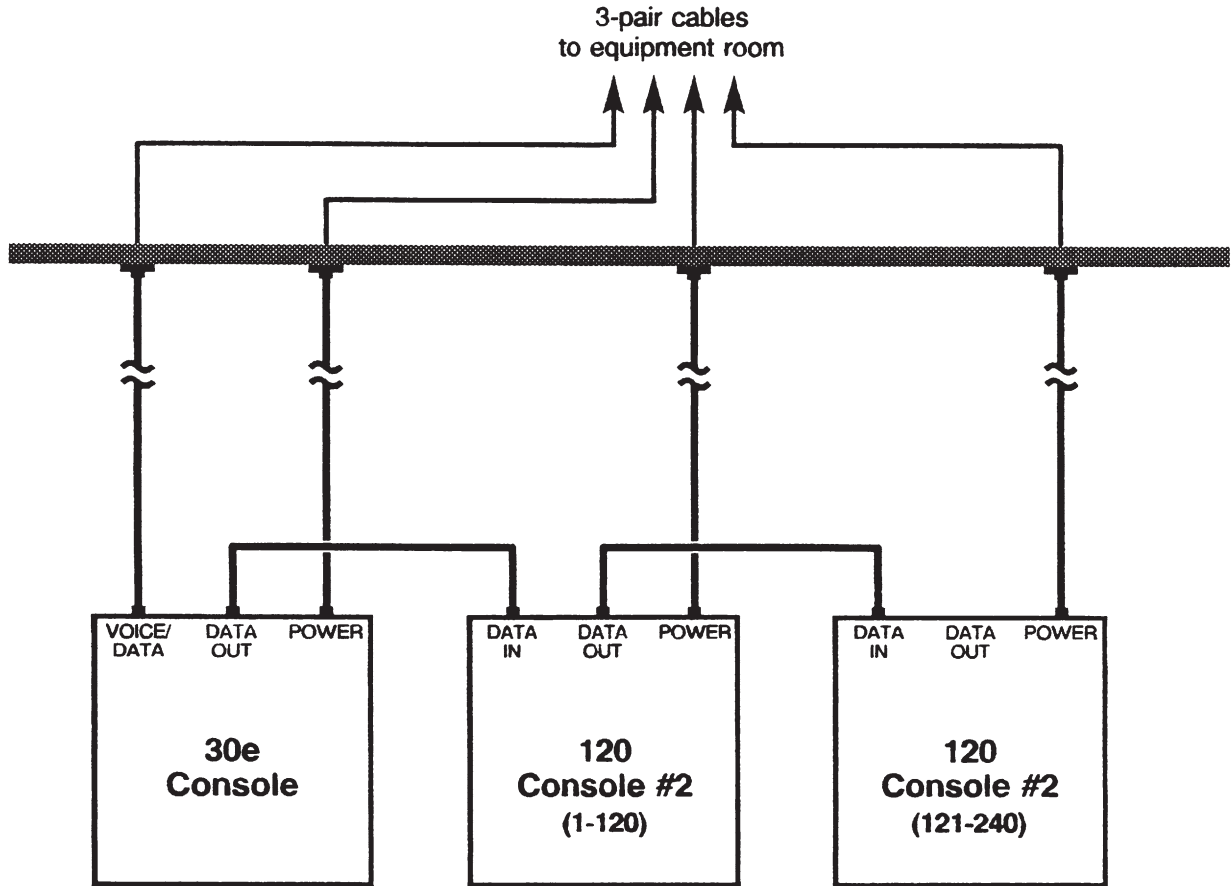 3-pair cables
to equipment room
VOICE/
DATA
DATA
OUT
POWER
30e
Console
DATA
IN
DATA
OUT
POWER
120
Console #2
(1-120)
DATA
IN
DATA
OUT
POWER
120
Console #2
(121-240)